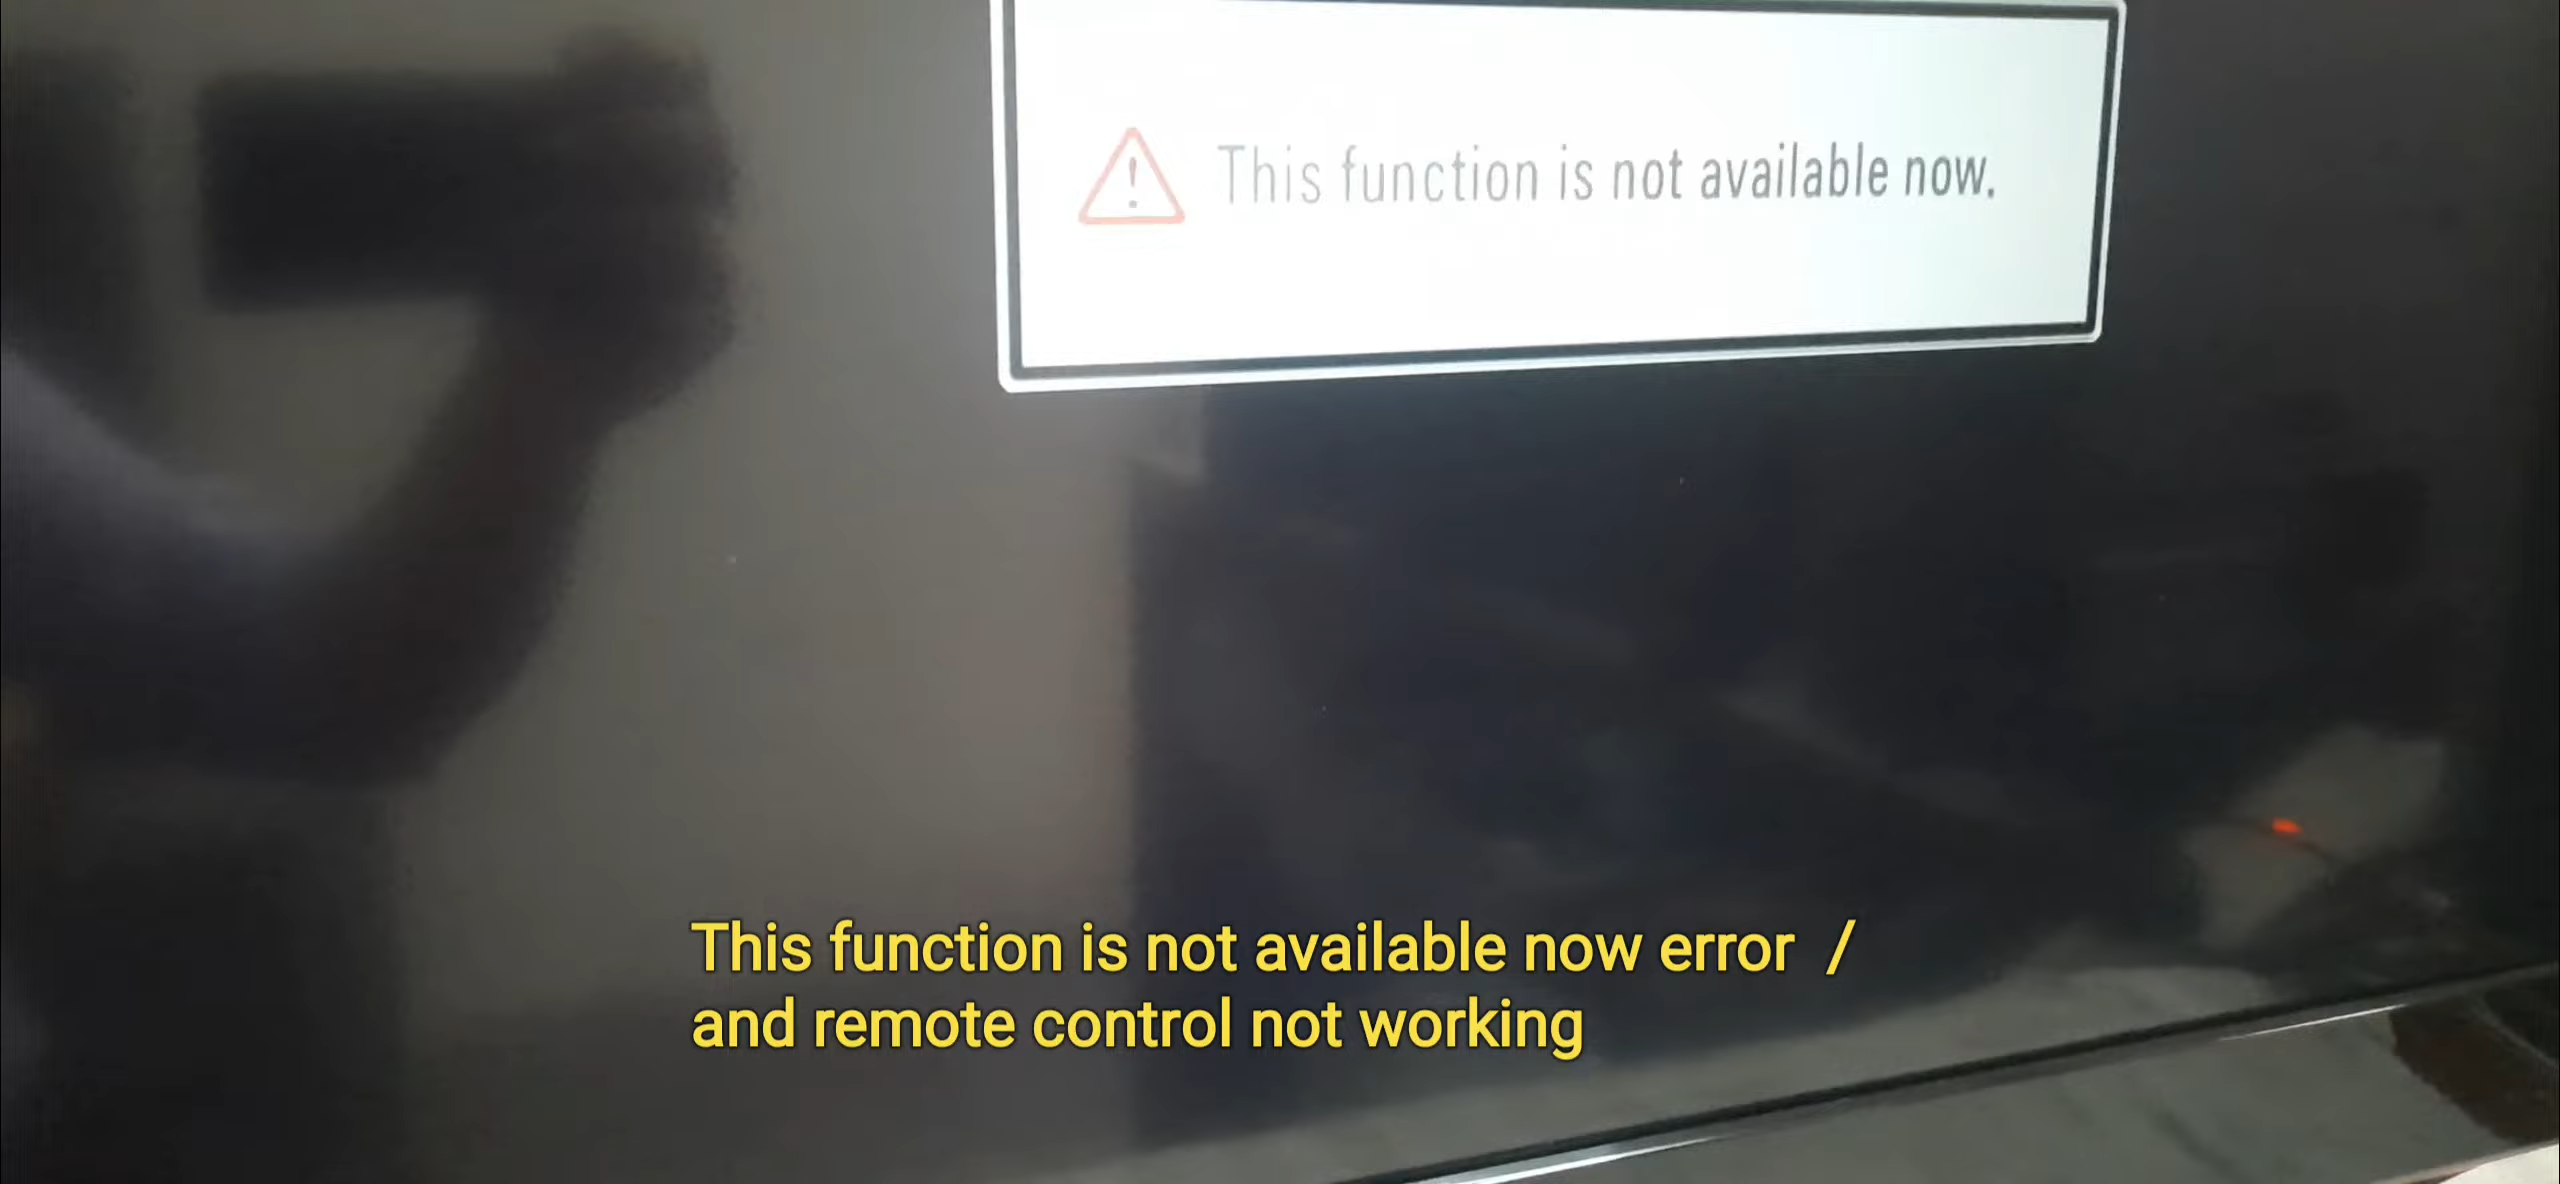 This function is not available now.
This function is not available now error /
and remote control not working